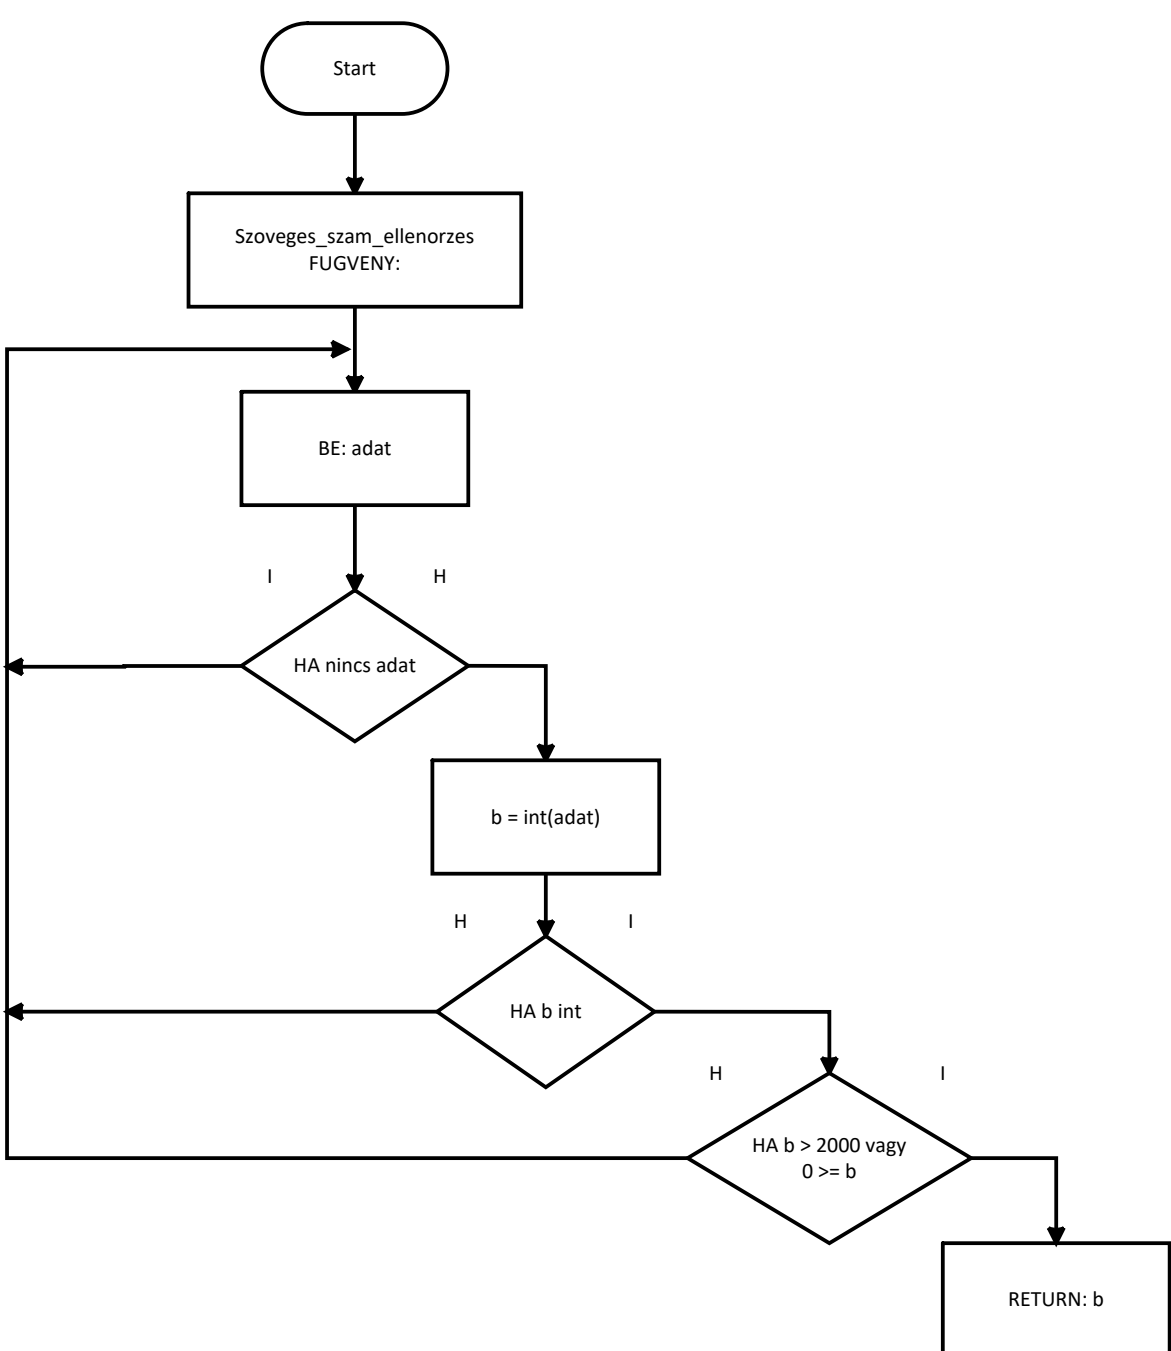 Start
Szoveges_szam_ellenorzes
FUGVENY:
BE: adat
I
H
HA nincs adat
b = int(adat)
H
I
HA b int
H
I
HA b > 2000 vagy
0 >= b
RETURN: b